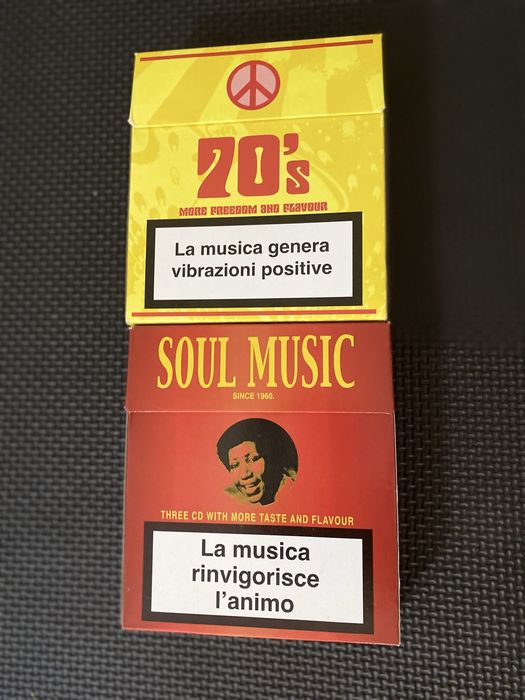 70's
MORE FREEDOM AND FLAVOUR
La musica genera
vibrazioni positive
SOUL MUSIC
SINCE 1960.
THREE CD WITH MORE TASTE AND FLAVOUR
La musica
rinvigorisce
l'animo